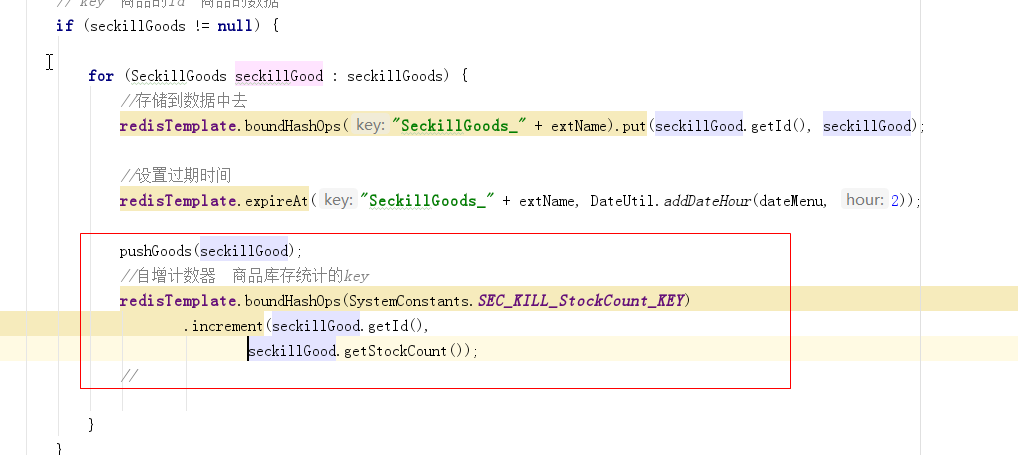 // key  商品的id  商品的数据
if (seckillGoods != null) {
for (SeckillGoods seckillGood : seckillGoods) {
//存储到数据中去
redisTemplate.boundHashOps( key: "SeckillGoods_" + extName).put(seckillGood.getId(), seckillGood);
//设置过期时间
redisTemplate.expireAt( key: "SeckillGoods_" + extName, DateUtil.addDateHour(dateMenu, hour: 2));
pushGoods(seckillGood);
//自增计数器  商品库存统计的key
redisTemplate.boundHashOps(SystemConstants.SEC_KILL_StockCount_KEY)
.increment(seckillGood.getId(),
seckillGood.getStockCount());
//
}
}